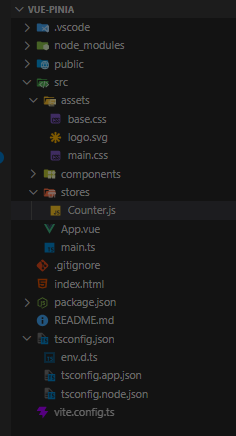 VUE-PINIA
.vscode
node_modules
public
src
assets
base.css
logo.svg
main.css
components
stores
Counter.js
App.vue
main.ts
.gitignore
index.html
package.json
README.md
tsconfig.json
env.d.ts
tsconfig.app.json
tsconfig.node.json
vite.config.ts